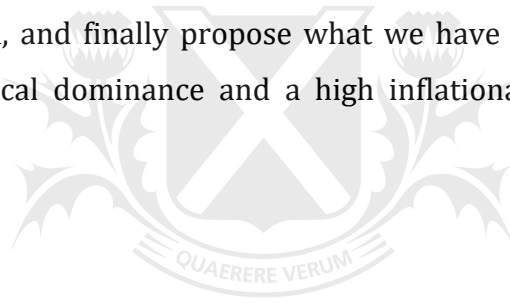 , and finally propose what we have
cal dominance and a high inflationa
QUAERERE VERUM